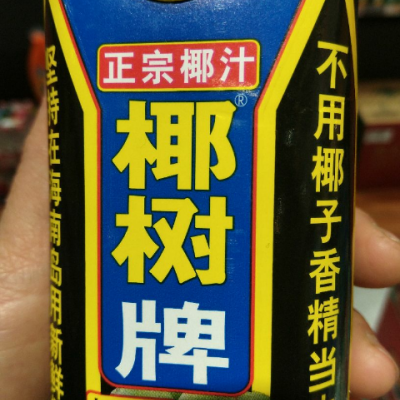 正宗椰汁
椰树®
牌
坚持在海南岛用新鲜
不用椰子香精当